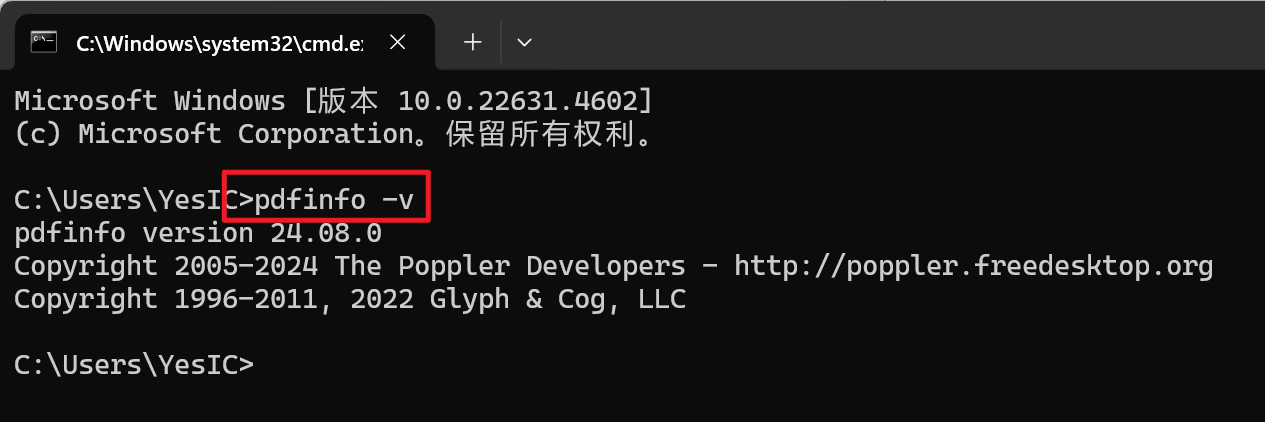 C:\Windows\system32\cmd.ex
Microsoft Windows [版本 10.0.22631.4602]
(c) Microsoft Corporation。保留所有权利。
C:\Users\YesIC>pdfinfo -v
pdfinfo version 24.08.0
Copyright 2005-2024 The Poppler Developers - http://poppler.freedesktop.org
Copyright 1996-2011, 2022 Glyph & Cog, LLC
C:\Users\YesIC>